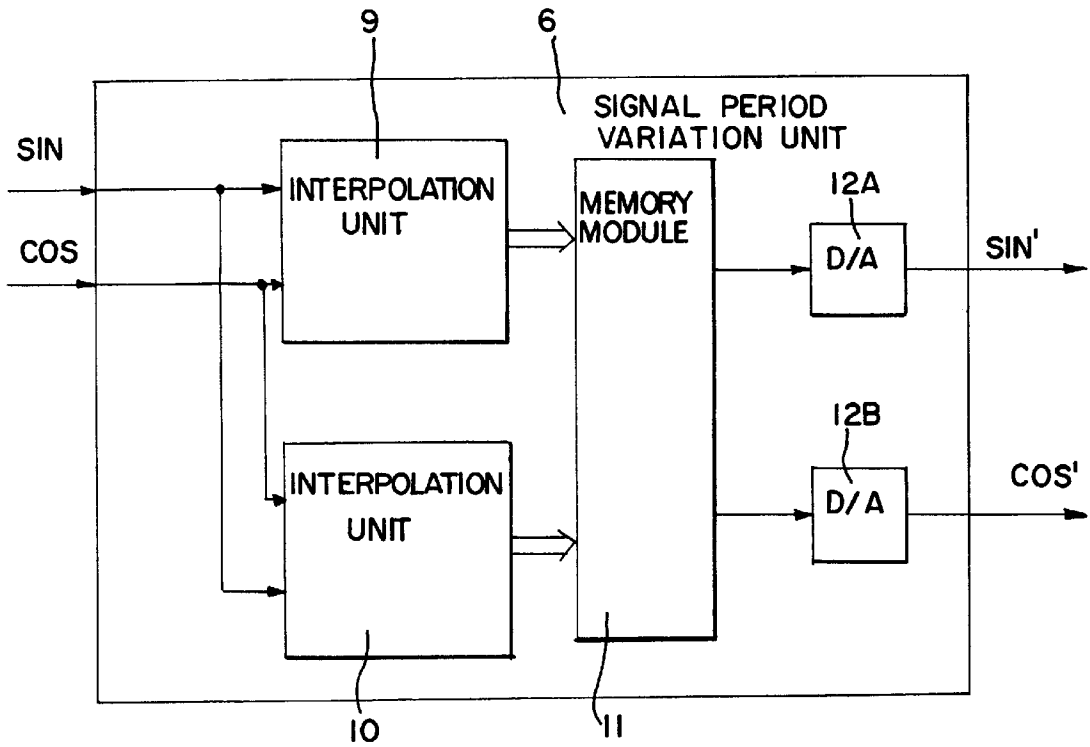 9
6
SIGNAL PERIOD
VARIATION UNIT
SIN
INTERPOLATION
UNIT
MEMORY
MODULE
12A
D/A
SIN'
COS
12B
D/A
COS'
INTERPOLATION
UNIT
10
11